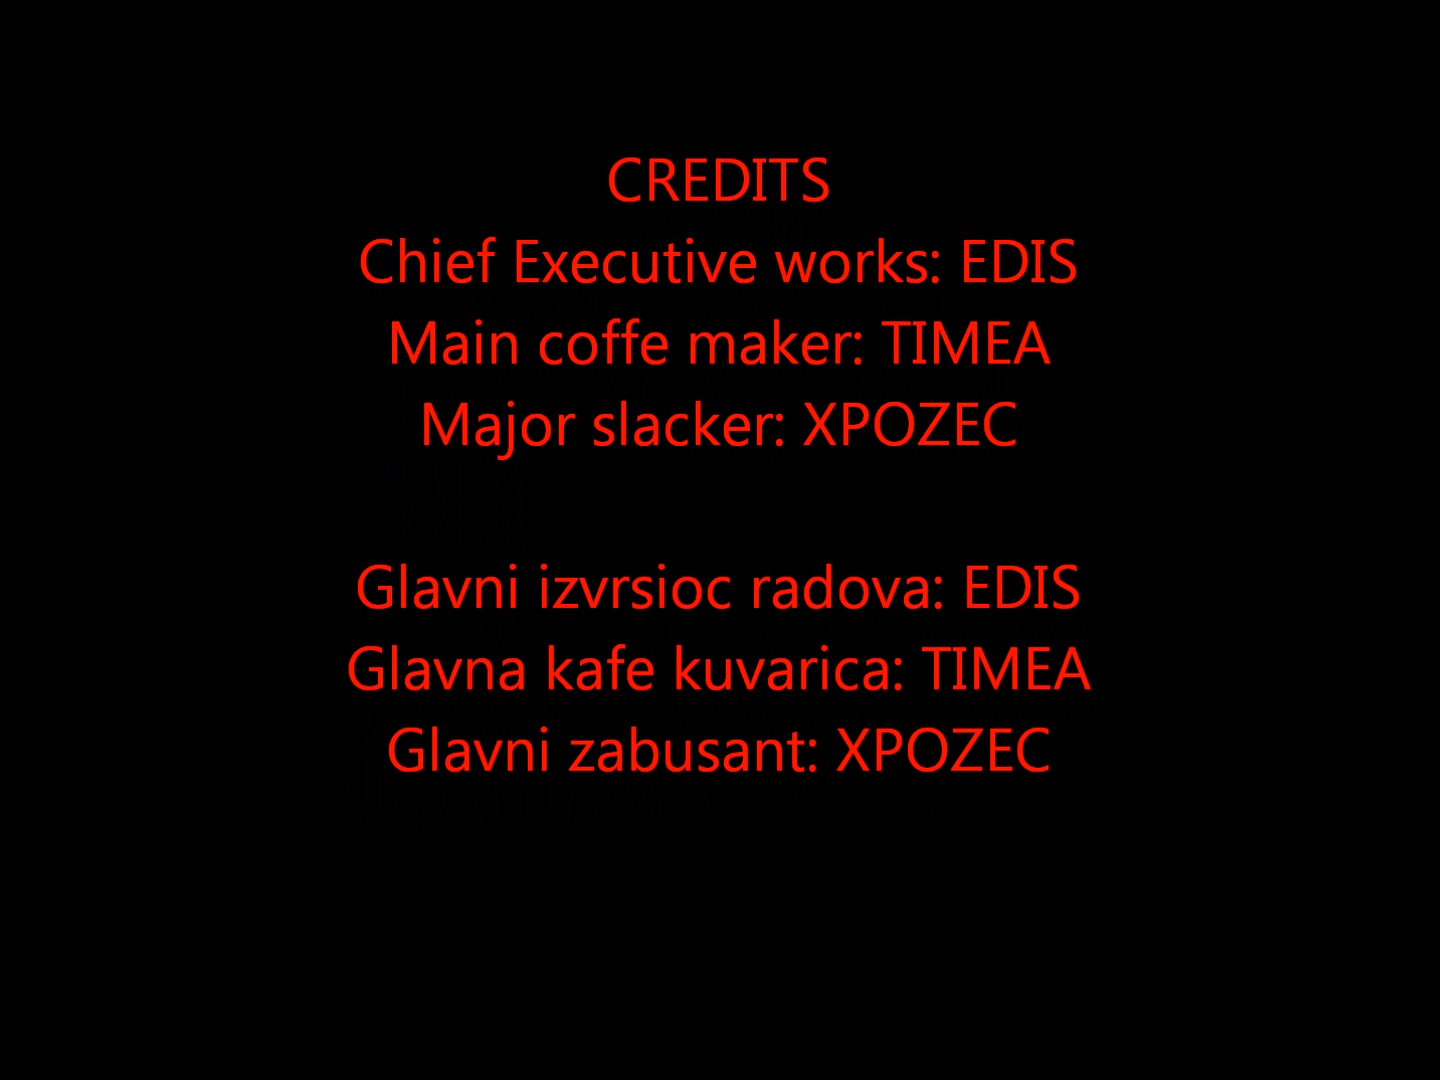 CREDITS
Chief Executive works: EDIS
Main coffe maker: TIMEA
Major slacker: XPOZEC
Glavni izvrsioc radova: EDIS
Glavna kafe kuvarica: TIMEA
Glavni zabusant: XPOZEC